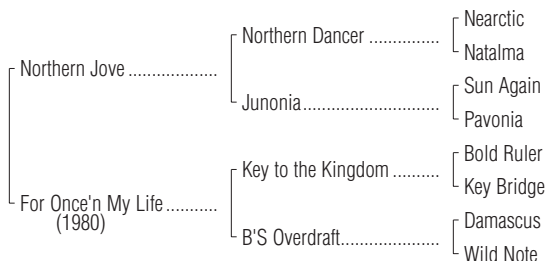 Nearctic
Northern Dancer ...............
Natalma
Northern Jove ...................
Sun Again
Junonia .............................
Pavonia
Bold Ruler
Key to the Kingdom ..........
Key Bridge
For Once'n My Life ...........
(1980)
Damascus
B'S Overdraft .....................
Wild Note